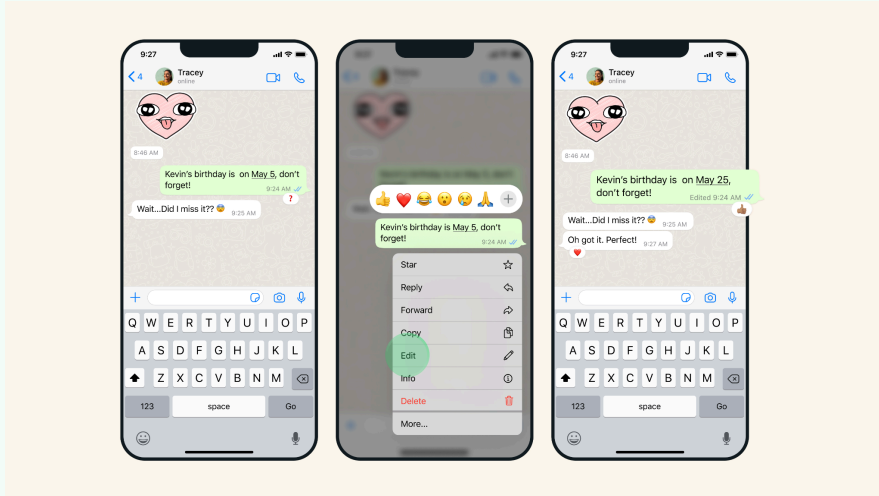 9:27
4
Tracey
online
8:46 AM
Kevin's birthday is on May 5, don't
forget!
9:24 AM
?
Wait...Did I miss it??
9:25 AM
Q W E R T Y U I O P
A S D F G H J K L
Z X C V B N M
123 space Go
Kevin's birthday is May 5, don't
forget!
9:24 AM
Star
Reply
Forward
Copy
Edit
Info
Delete
More...
9:27
4
Tracey
online
8:46 AM
Kevin's birthday is on May 25,
don't forget!
Edited 9:24 AM
Wait...Did I miss it??
9:25 AM
Oh got it. Perfect!
9:27 AM
Q W E R T Y U I O P
A S D F G H J K L
Z X C V B N M
123 space Go